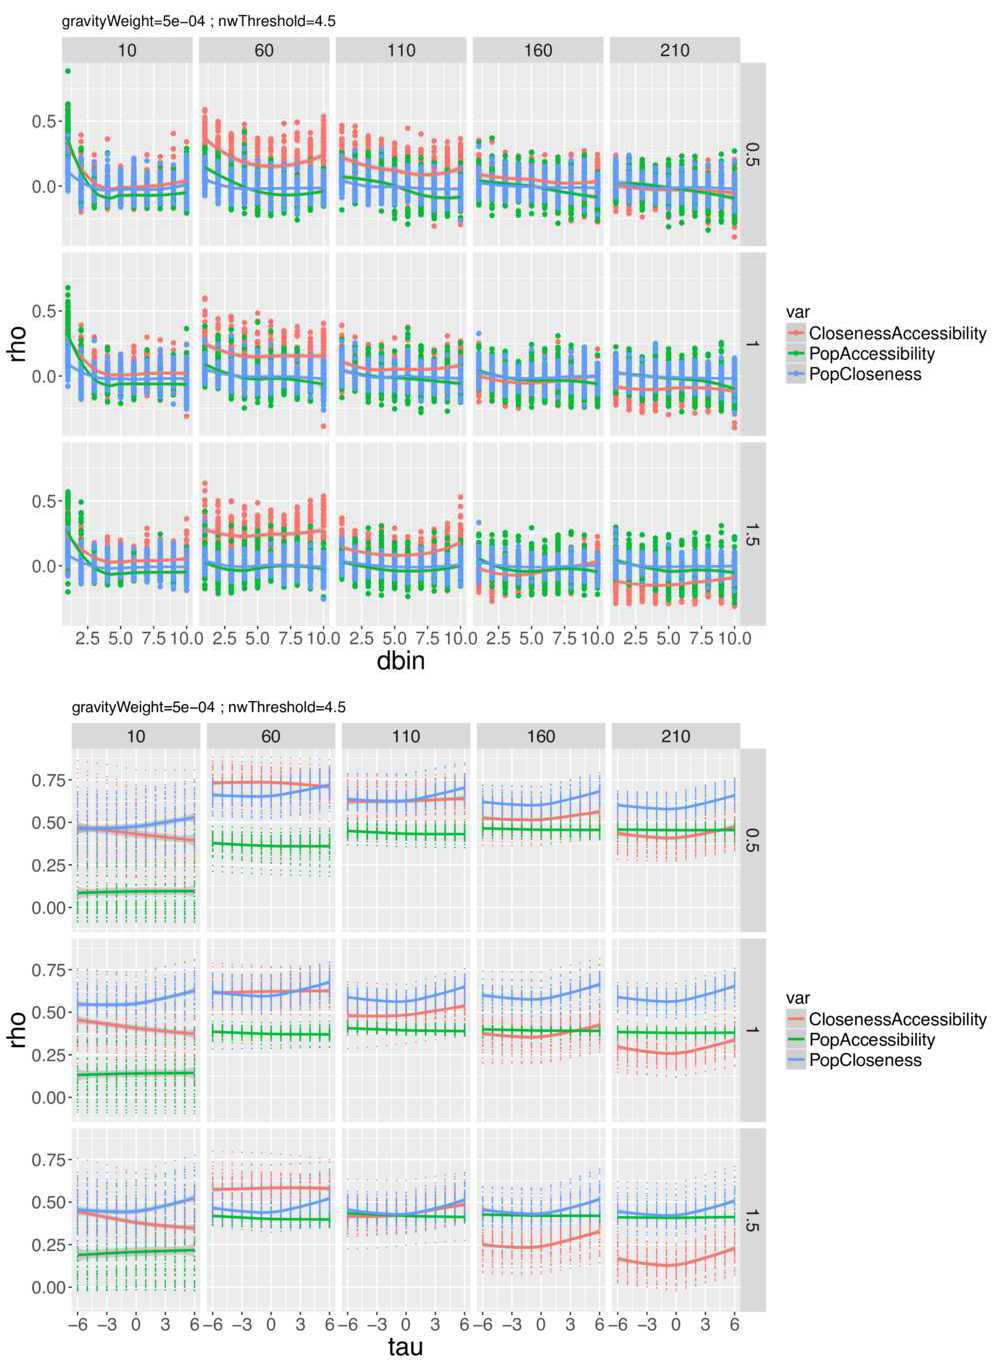 gravityWeight=5e−04 ; nwThreshold=4.5
10 60 110 160 210
0.5
0.0
0.5
0.5
0.0
1
0.5
0.0
1.5
rho
2.5 5.0 7.5 10.0 2.5 5.0 7.5 10.0 2.5 5.0 7.5 10.0 2.5 5.0 7.5 10.0 2.5 5.0 7.5 10.0
dbin
var
ClosenessAccessibility
PopAccessibility
PopCloseness
gravityWeight=5e−04 ; nwThreshold=4.5
10 60 110 160 210
0.75
0.50
0.25
0.00
0.5
0.75
0.50
0.25
0.00
1
0.75
0.50
0.25
0.00
1.5
rho
−6 −3 0 3 6 −6 −3 0 3 6 −6 −3 0 3 6 −6 −3 0 3 6 −6 −3 0 3 6
tau
var
ClosenessAccessibility
PopAccessibility
PopCloseness